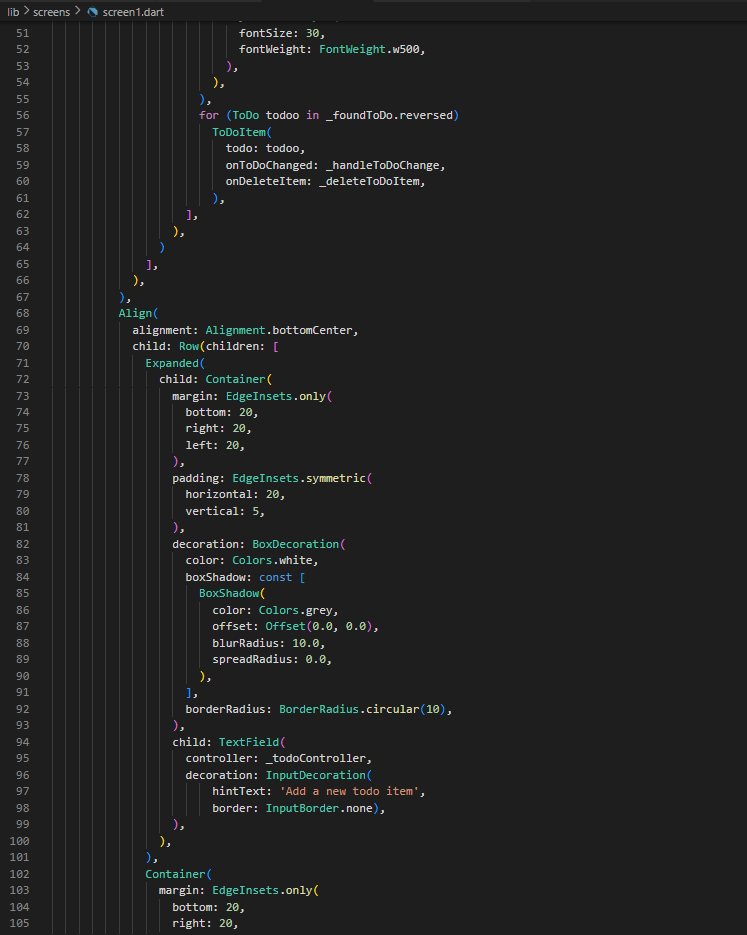 lib > screens > screen1.dart
51 fontSize: 30,
52 fontWeight: FontWeight.w500,
53 ),
54 ),
55 ),
56 for (ToDo todoo in _foundToDo.reversed)
57 ToDoItem(
58 todo: todoo,
59 onToDoChanged: _handleToDoChange,
60 onDeleteItem: _deleteToDoItem,
61 ),
62 ],
63 ),
64 )
65 ],
66 ),
67 ),
68 Align(
69 alignment: Alignment.bottomCenter,
70 child: Row(children: [
71 Expanded(
72 child: Container(
73 margin: EdgeInsets.only(
74 bottom: 20,
75 right: 20,
76 left: 20,
77 ),
78 padding: EdgeInsets.symmetric(
79 horizontal: 20,
80 vertical: 5,
81 ),
82 decoration: BoxDecoration(
83 color: Colors.white,
84 boxShadow: const [
85 BoxShadow(
86 color: Colors.grey,
87 offset: Offset(0.0, 0.0),
88 blurRadius: 10.0,
89 spreadRadius: 0.0,
90 ),
91 ],
92 borderRadius: BorderRadius.circular(10),
93 ),
94 child: TextField(
95 controller: _todoController,
96 decoration: InputDecoration(
97 hintText: 'Add a new todo item',
98 border: InputBorder.none),
99 ),
100 ),
101 ),
102 Container(
103 margin: EdgeInsets.only(
104 bottom: 20,
105 right: 20,